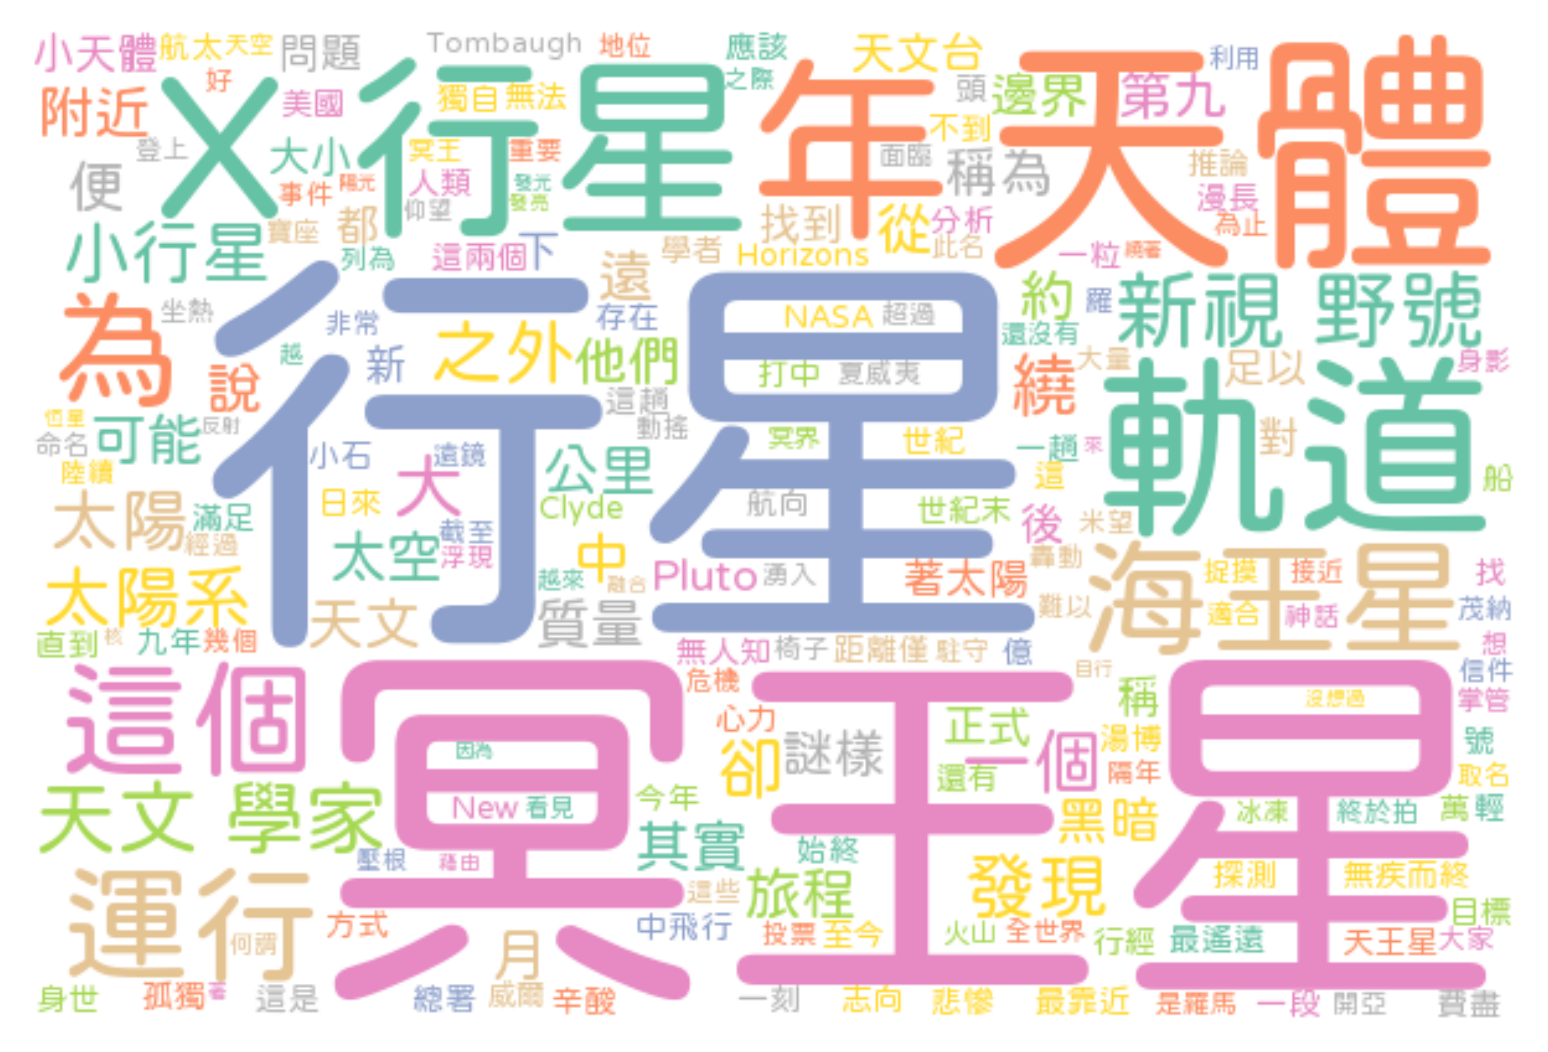 小天體 航太 天空 問題 Tombaugh 地位 應該 天文台 利用 天體
好 之際
附近 X行星 美國 獨自 無法 年 頭 邊界 第九
不到
登上 大小 冥王 重要 面臨 稱為 推論
便 事件 陽光 人類 發光 漫長
發亮
仰望 都 找到 從 分析 為止
寶座
小行星 列為 這兩個 下 學者 Horizons 此名 一粒 繞著
遠 約 羅 新視 野號
為 坐熱 非常 之外 存在 NASA 超過 還沒有
越 新 他們 行星 大量 足以 身影
說 打中 夏威夷 繞 軌道
恆星 反射 這趟
命名 可能 動搖 冥界 世紀 一趟 來 對
陸續 小石 遠鏡 公里 這 船
太陽 滿足 日來 大 Clyde 航向 世紀末 後 米望
經過 截至
太空 浮現 中 轟動 海王星
太陽系 越來 融合 Pluto 湧入 著太陽 捉摸 接近 找
天文 質量 難以 適合 神話 茂納
直到 核 九年 幾個 無人知 椅子 距離僅 駐守 億 想
這個 冥王星 危機 目行 信件
心力 稱 沒想過 掌管
因為 卻 謎樣 正式 一個 湯博 號
還有 隔年 取名
天文 學家 New 看見 今年 黑暗 冰凍 終於拍 萬 輕
壓根 藉由 其實 始終
運行 這些 旅程 發現 探測 無疾而終
何謂 方式 中飛行 投票 至今 火山 全世界 行經 最遙遠 目標
月 天王星 大家
身世 孤獨 著 這是 總署 威爾 辛酸 一刻 志向 悲慘 最靠近 是羅馬 一段 開亞 費盡